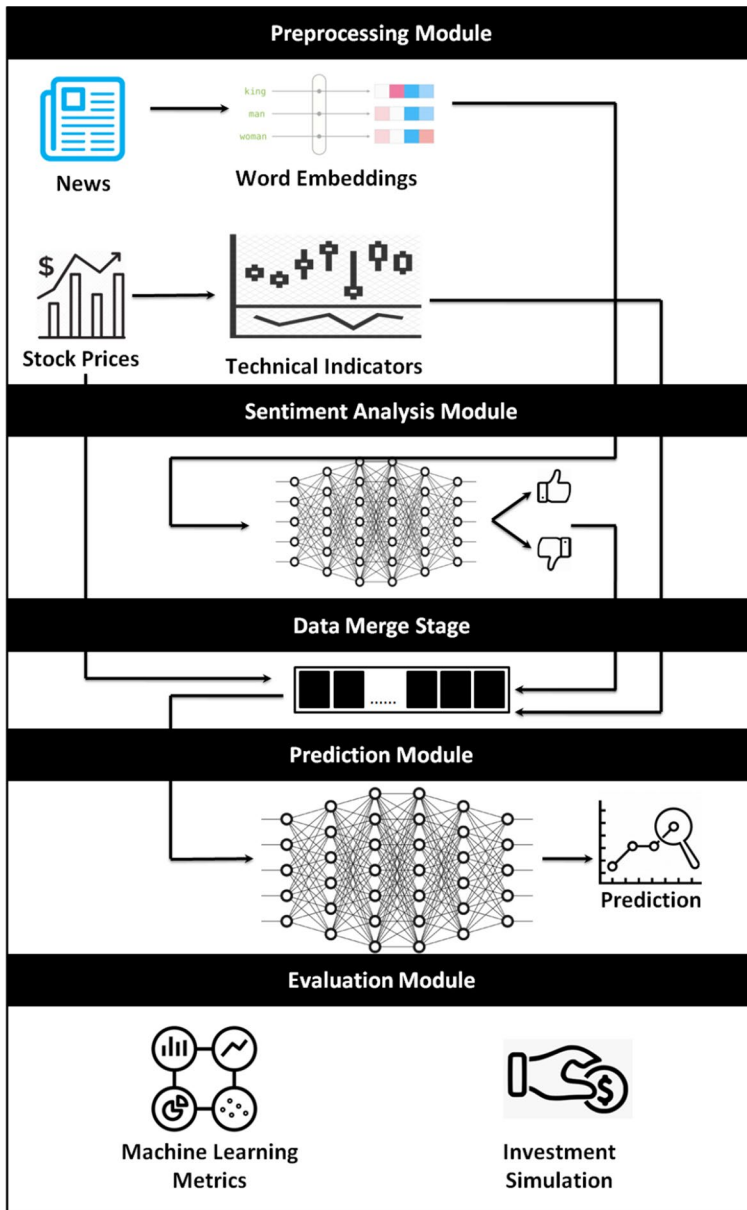 Preprocessing Module
king
man
woman
News
Word Embeddings
$
Stock Prices
Technical Indicators
Sentiment Analysis Module
Data Merge Stage
......
Prediction Module
Prediction
Evaluation Module
$
Machine Learning
Metrics
Investment
Simulation